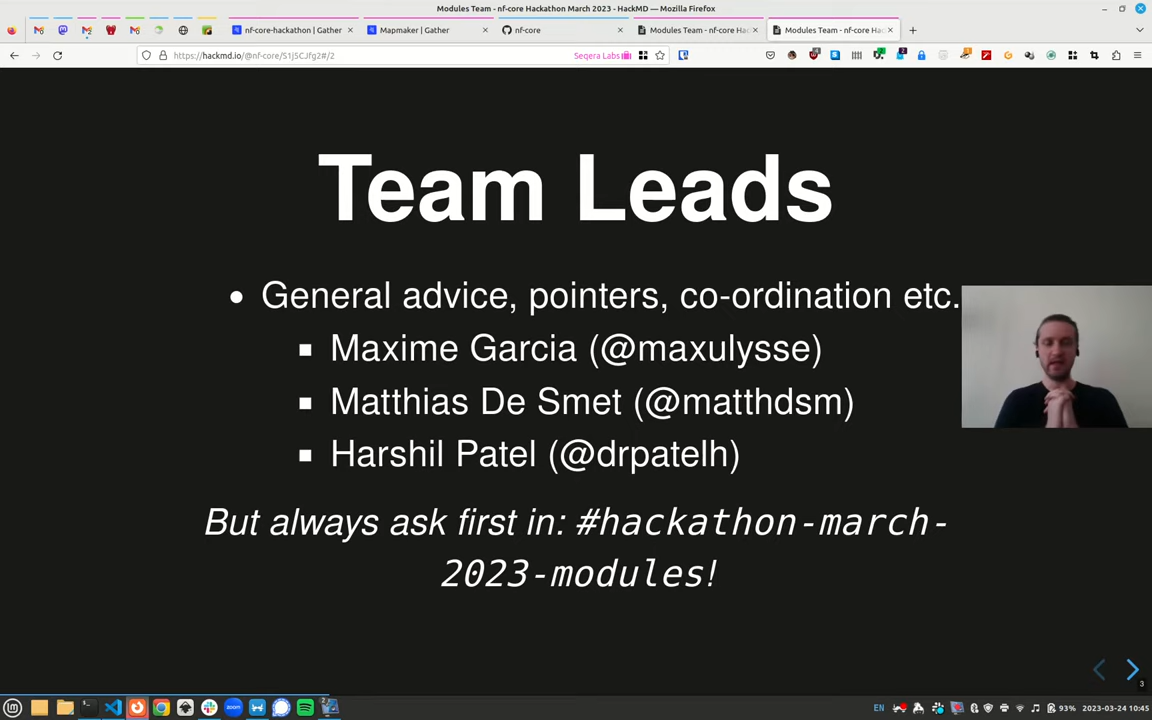 Modules Team - nf-core Hackathon March 2023 - HackMD — Mozilla Firefox
nf-core-hackathon | Gather
Mapmaker | Gather
nf-core
Modules Team - nf-core Ha
Modules Team - nf-core Ha
https://hackmd.io/@nf-core/S1j5CJfg2#/2
Seqera Labs
Team Leads
General advice, pointers, co-ordination etc.
Maxime Garcia (@maxulysse)
Matthias De Smet (@matthdsm)
Harshil Patel (@drpatelh)
But always ask first in: #hackathon-march-
2023-modules!
3
EN
93%
2023-03-24 10:45